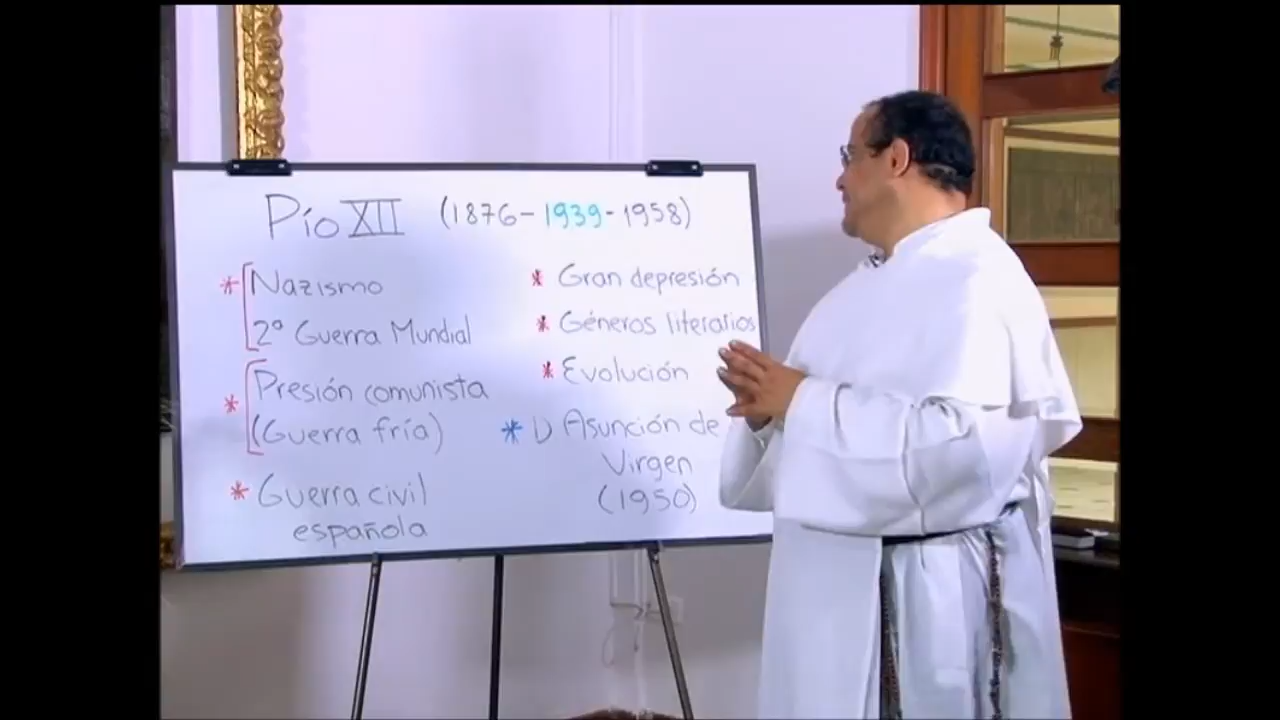 Pío XII (1876-1939-1958)
* Nazismo
2ª Guerra Mundial
* Presión comunista
(Guerra fría)
* Guerra civil
española
* Gran depresión
* Géneros literarios
* Evolución
* D Asunción de
Virgen
(1950)